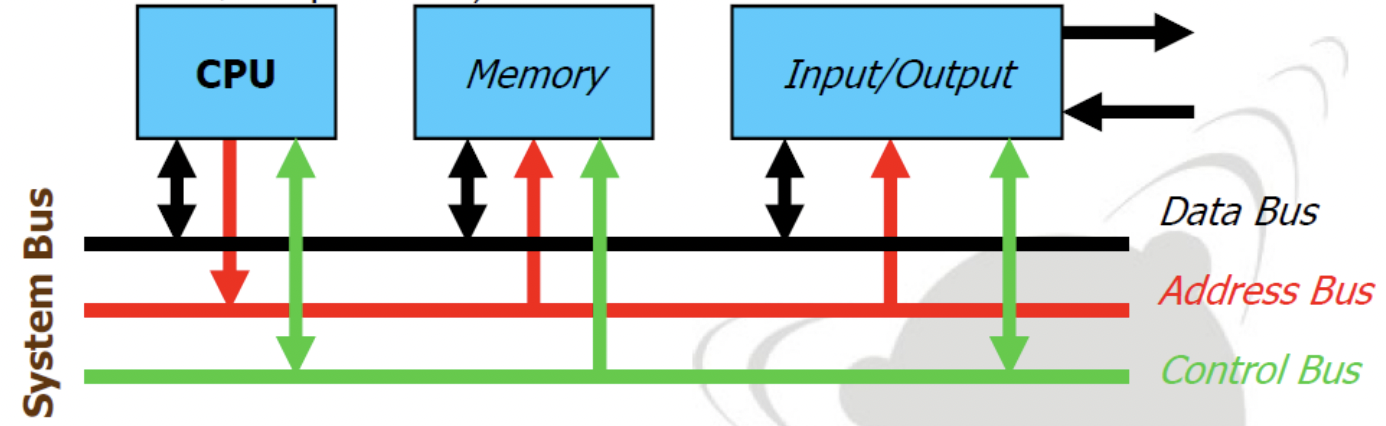 CPU
Memory
Input/Output
System Bus
Data Bus
Address Bus
Control Bus